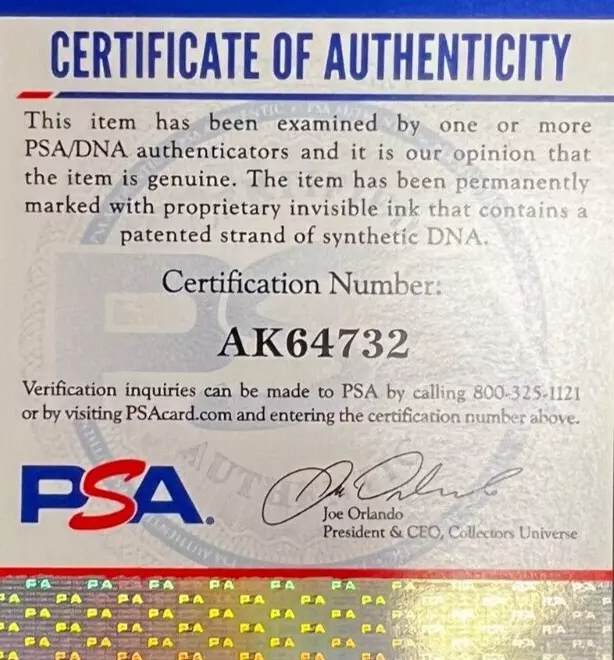 CERTIFICATE OF AUTHENTICITY
This item has been examined by one or more
PSA/DNA authenticators and it is our opinion that
the item is genuine. The item has been permanently
marked with proprietary invisible ink that contains a
patented strand of synthetic DNA.
Certification Number:
AK64732
Verification inquiries can be made to PSA by calling 800-325-1121
or by visiting PSAcard.com and entering the certification number above.
PSA.
Joe Orlando
President & CEO, Collectors Universe